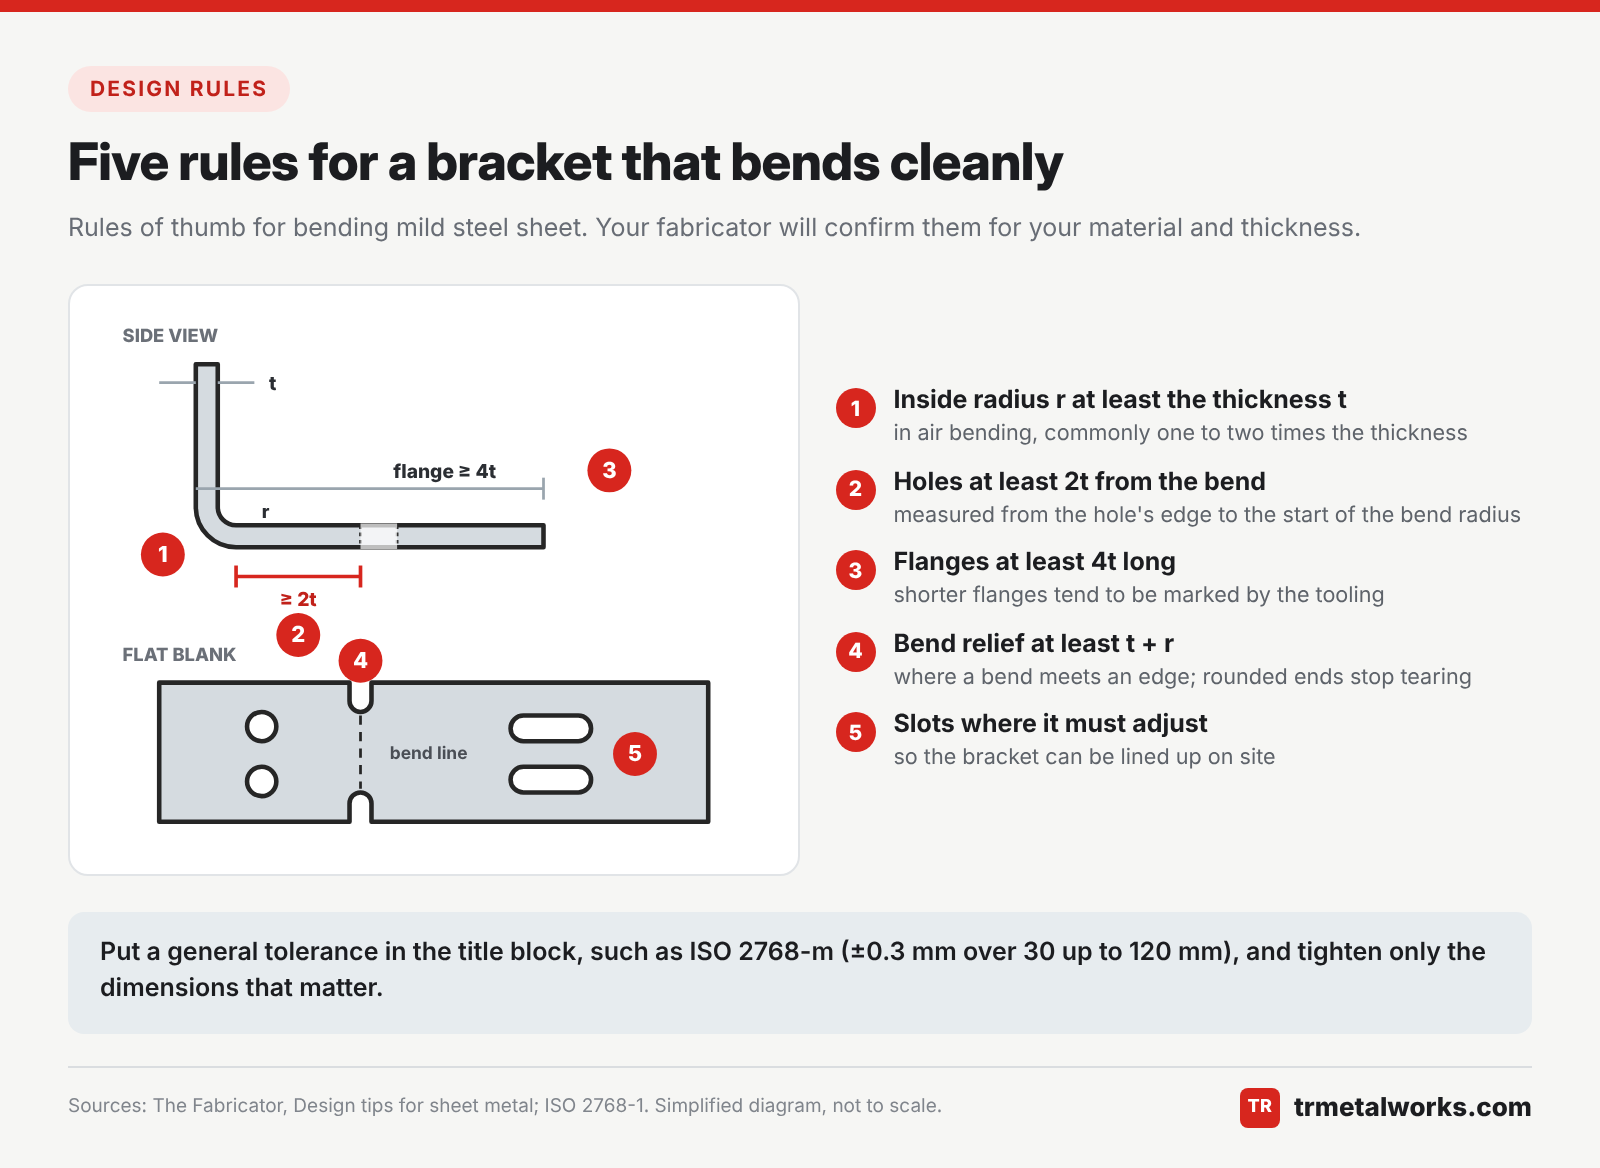 DESIGN RULES
Five rules for a bracket that bends cleanly
Rules of thumb for bending mild steel sheet. Your fabricator will confirm them for your material and thickness.
SIDE VIEW
t
flange ≥ 4t
3
r
1
≥ 2t
2
FLAT BLANK
4
bend line
5
1
Inside radius r at least the thickness t
in air bending, commonly one to two times the thickness
2
Holes at least 2t from the bend
measured from the hole's edge to the start of the bend radius
3
Flanges at least 4t long
shorter flanges tend to be marked by the tooling
4
Bend relief at least t + r
where a bend meets an edge; rounded ends stop tearing
5
Slots where it must adjust
so the bracket can be lined up on site
Put a general tolerance in the title block, such as ISO 2768-m (±0.3 mm over 30 up to 120 mm), and tighten only the
dimensions that matter.
Sources: The Fabricator, Design tips for sheet metal; ISO 2768-1. Simplified diagram, not to scale.
TR
trmetalworks.com